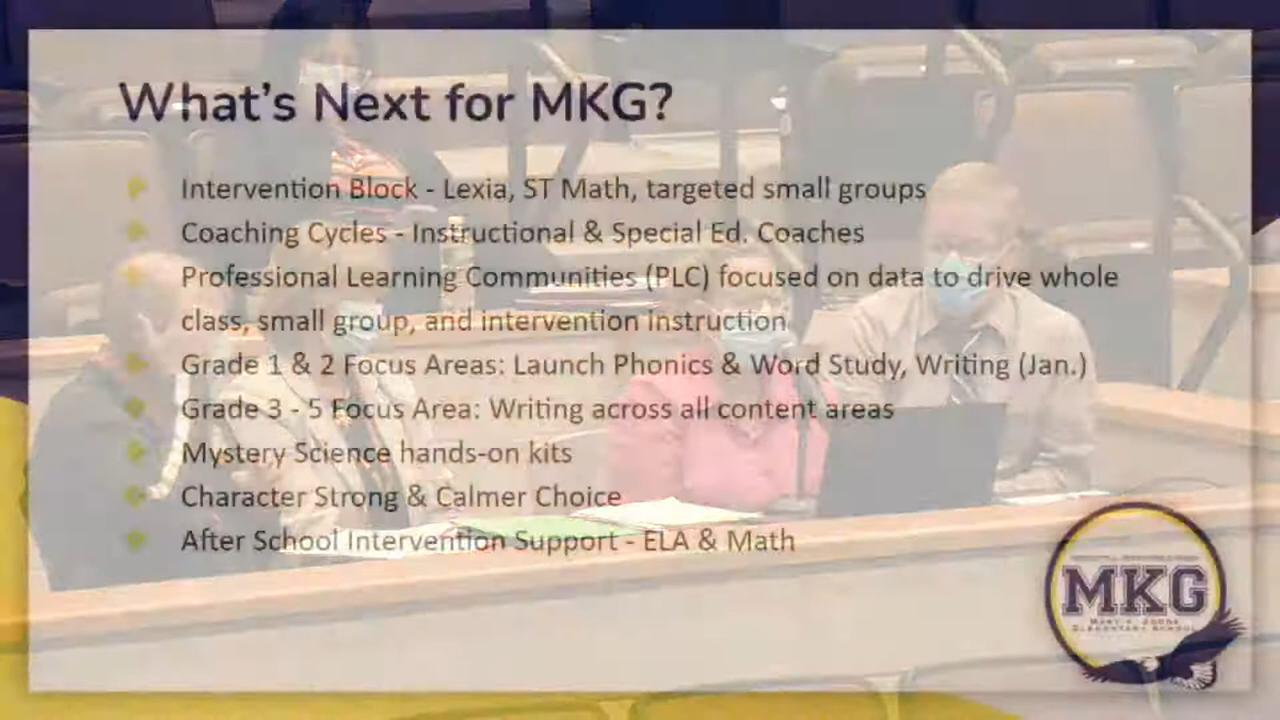 What's Next for MKG?
Intervention Block - Lexia, ST Math, targeted small groups
Coaching Cycles - Instructional & Special Ed. Coaches
Professional Learning Communities (PLC) focused on data to drive whole
class, small group, and intervention instruction
Grade 1 & 2 Focus Areas: Launch Phonics & Word Study, Writing (Jan.)
Grade 3 - 5 Focus Area: Writing across all content areas
Mystery Science hands-on kits
Character Strong & Calmer Choice
After School Intervention Support - ELA & Math
MKG
Elementary School